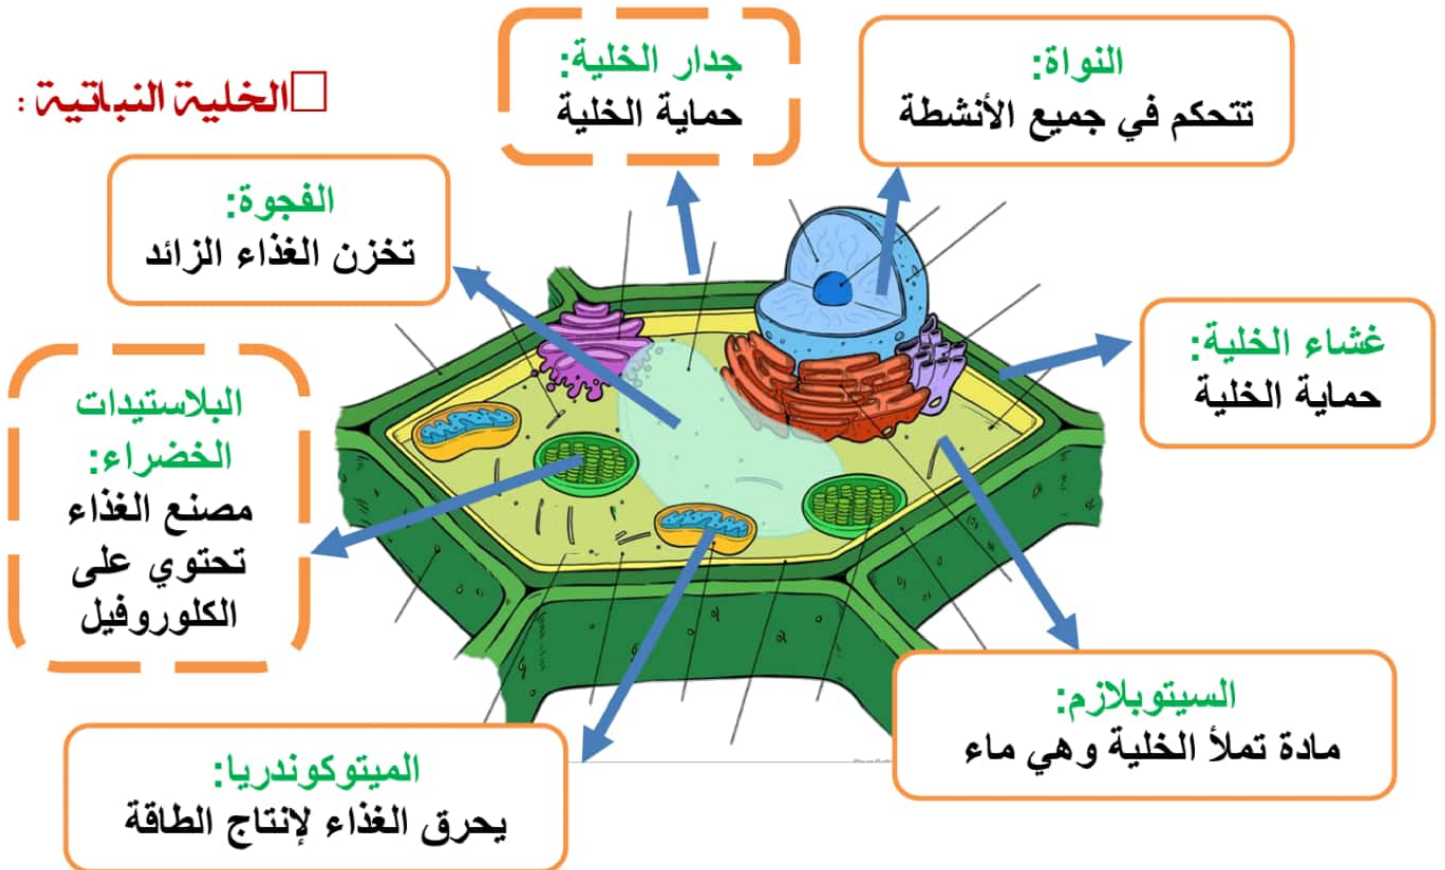 الخلية النباتية :
جدار الخلية:
حماية الخلية
النواة:
تتحكم في جميع الأنشطة
الفجوة:
تخزن الغذاء الزائد
غشاء الخلية:
حماية الخلية
البلاستيدات
الخضراء:
مصنع الغذاء
تحتوي على
الكلوروفيل
السيتوبلازم:
مادة تملأ الخلية وهي ماء
الميتوكوندريا:
يحرق الغذاء لإنتاج الطاقة